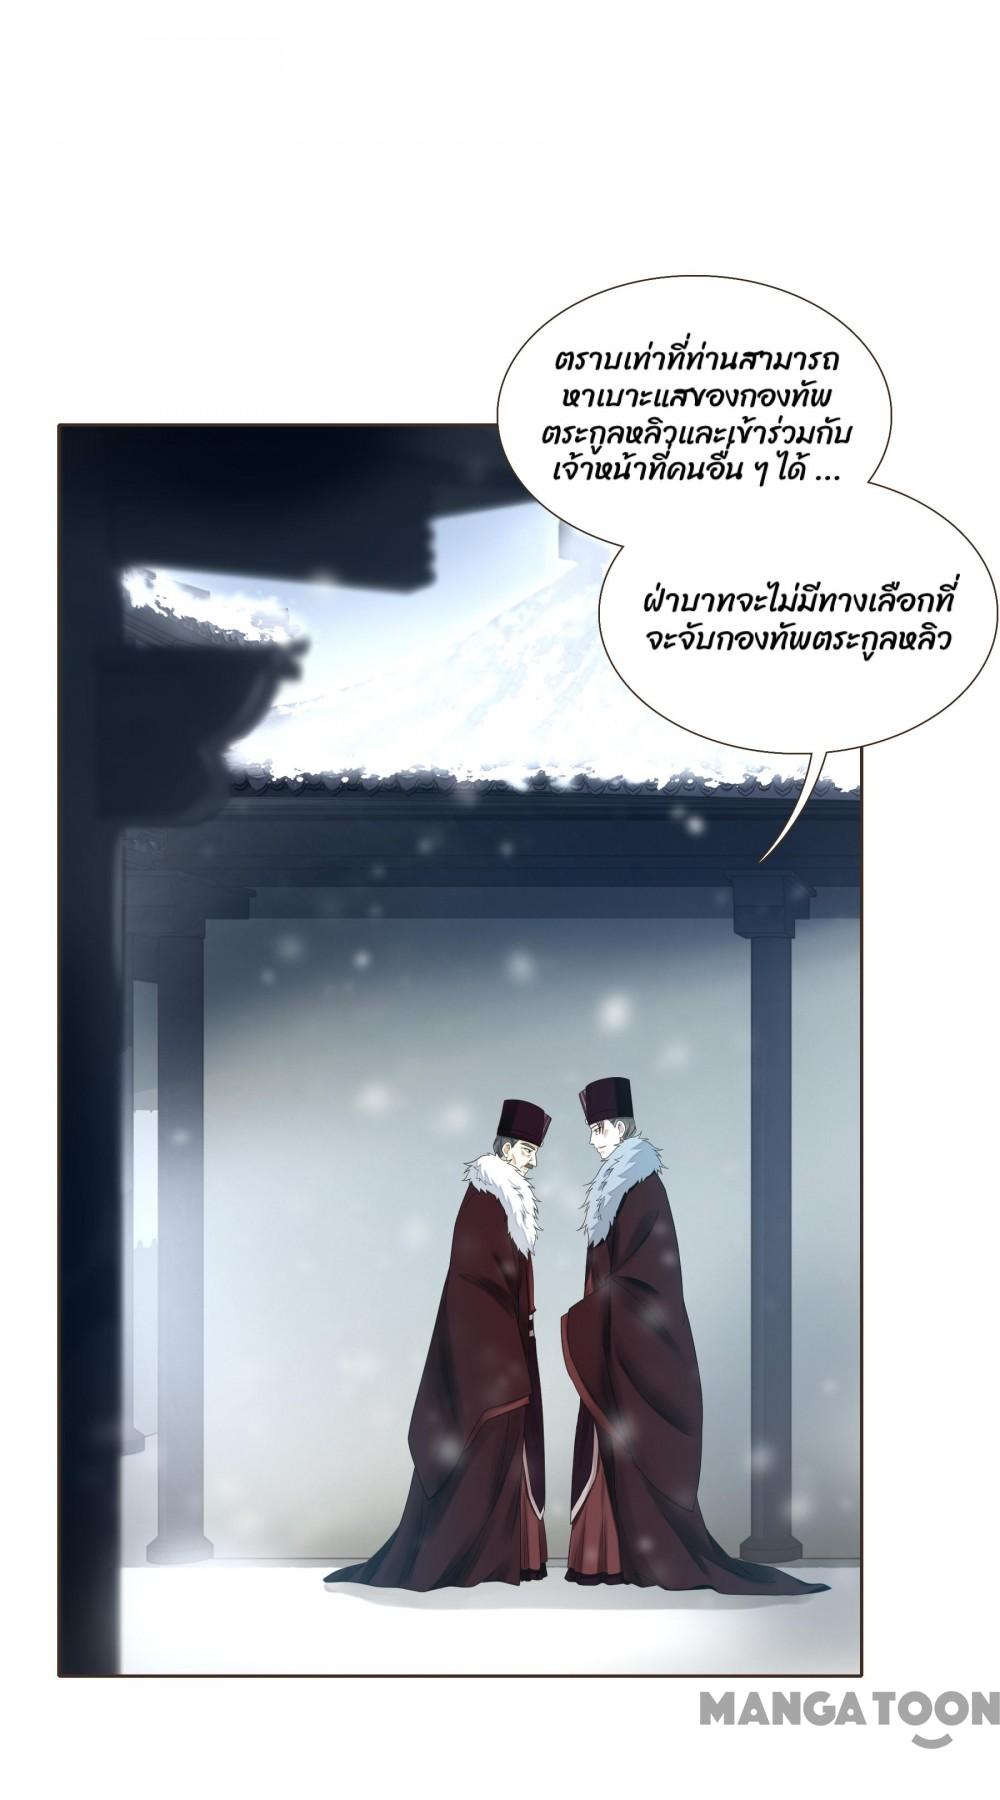 ตราบเท่าที่ท่านสามารถ
หาเบาะแสของกองทัพ
ตระกูลหลิวและเข้าร่วมกับ
เจ้าหน้าที่คนอื่น ๆ ได้ ...
ฝ่าบาทจะไม่มีทางเลือกที่
จะจับกองทัพตระกูลหลิว
MANGATOON